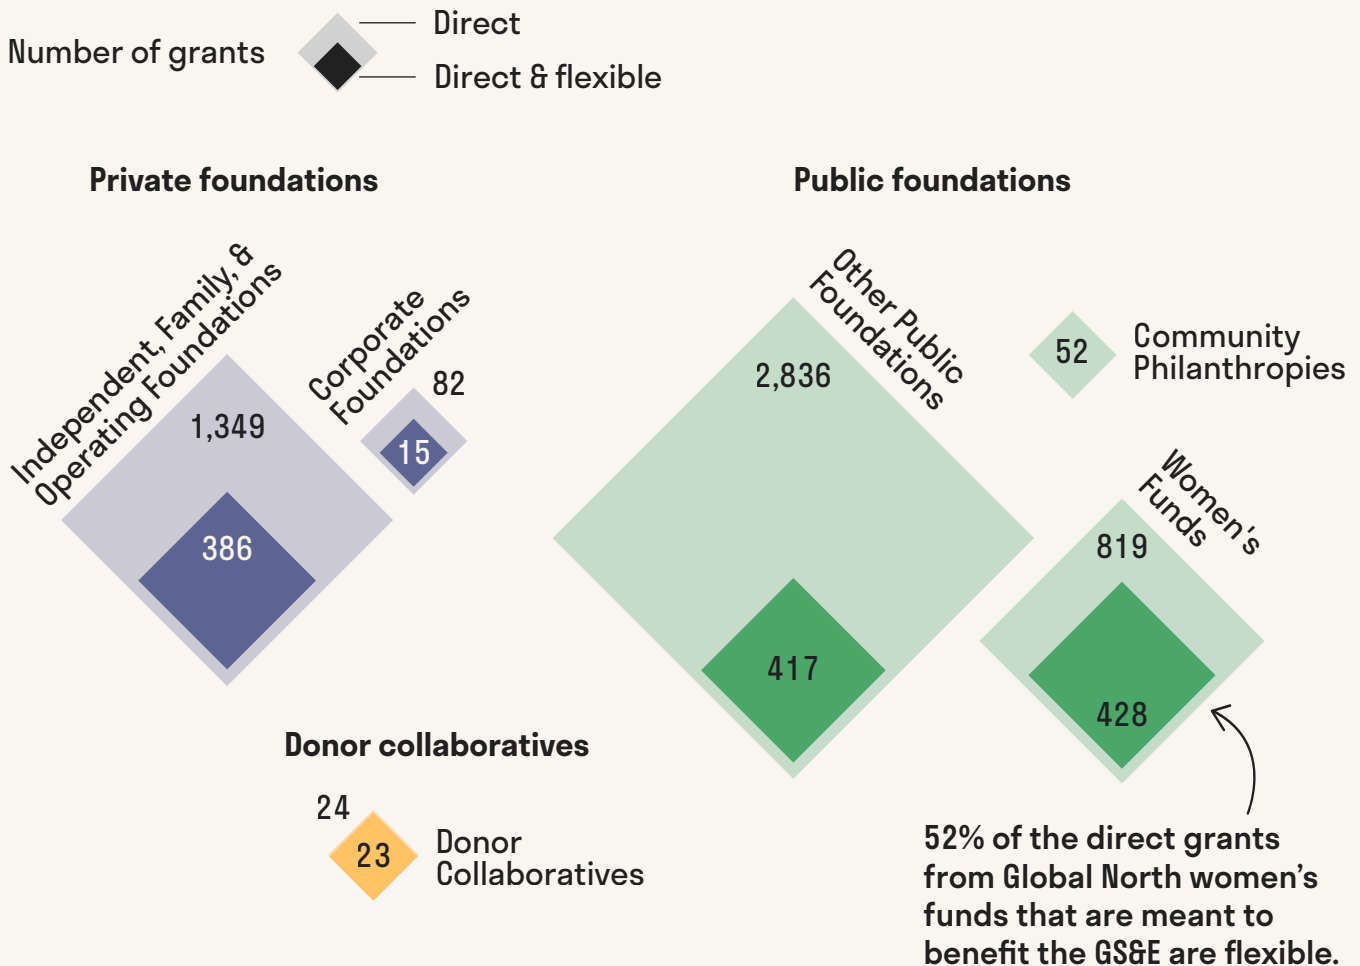 Number of grants
Direct
Direct & flexible
Private foundations
Independent, Family, &
Operating Foundations
1,349
386
Corporate
Foundations
82
15
Public foundations
Other Public
Foundations
2,836
417
52
Community
Philanthropies
Women's
Funds
819
428
52% of the direct grants
from Global North women’s
funds that are meant to
benefit the GS&E are flexible.
Donor collaboratives
24
23
Donor
Collaboratives